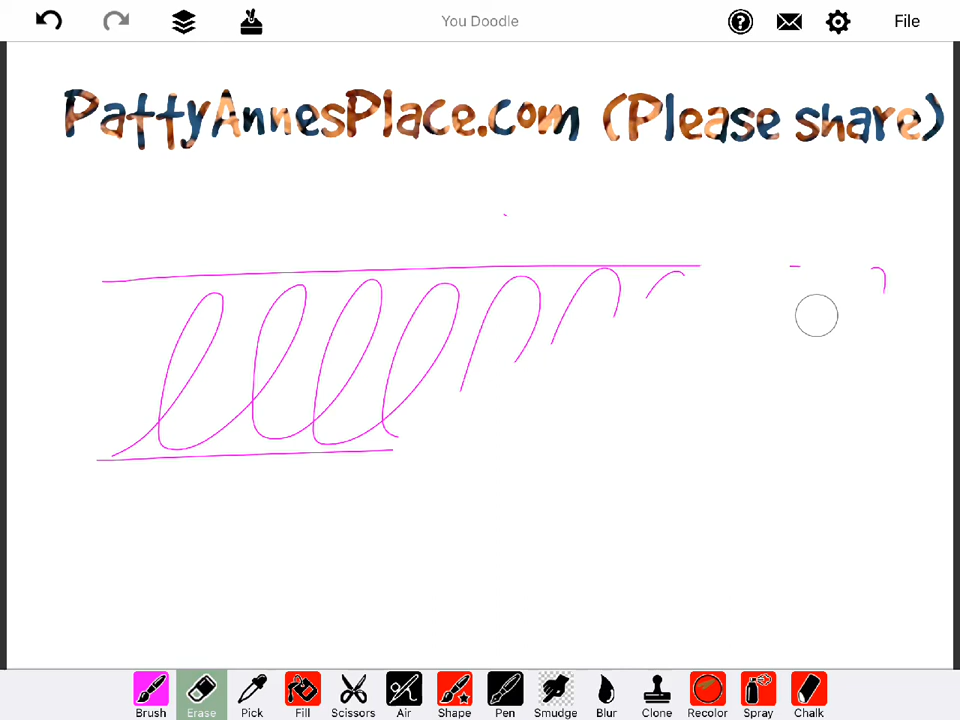 You Doodle
File
PattyAnnesPlace.com (Please share)
Brush Erase Pick Fill Scissors Air Shape Pen Smudge Blur Clone Recolor Spray Chalk